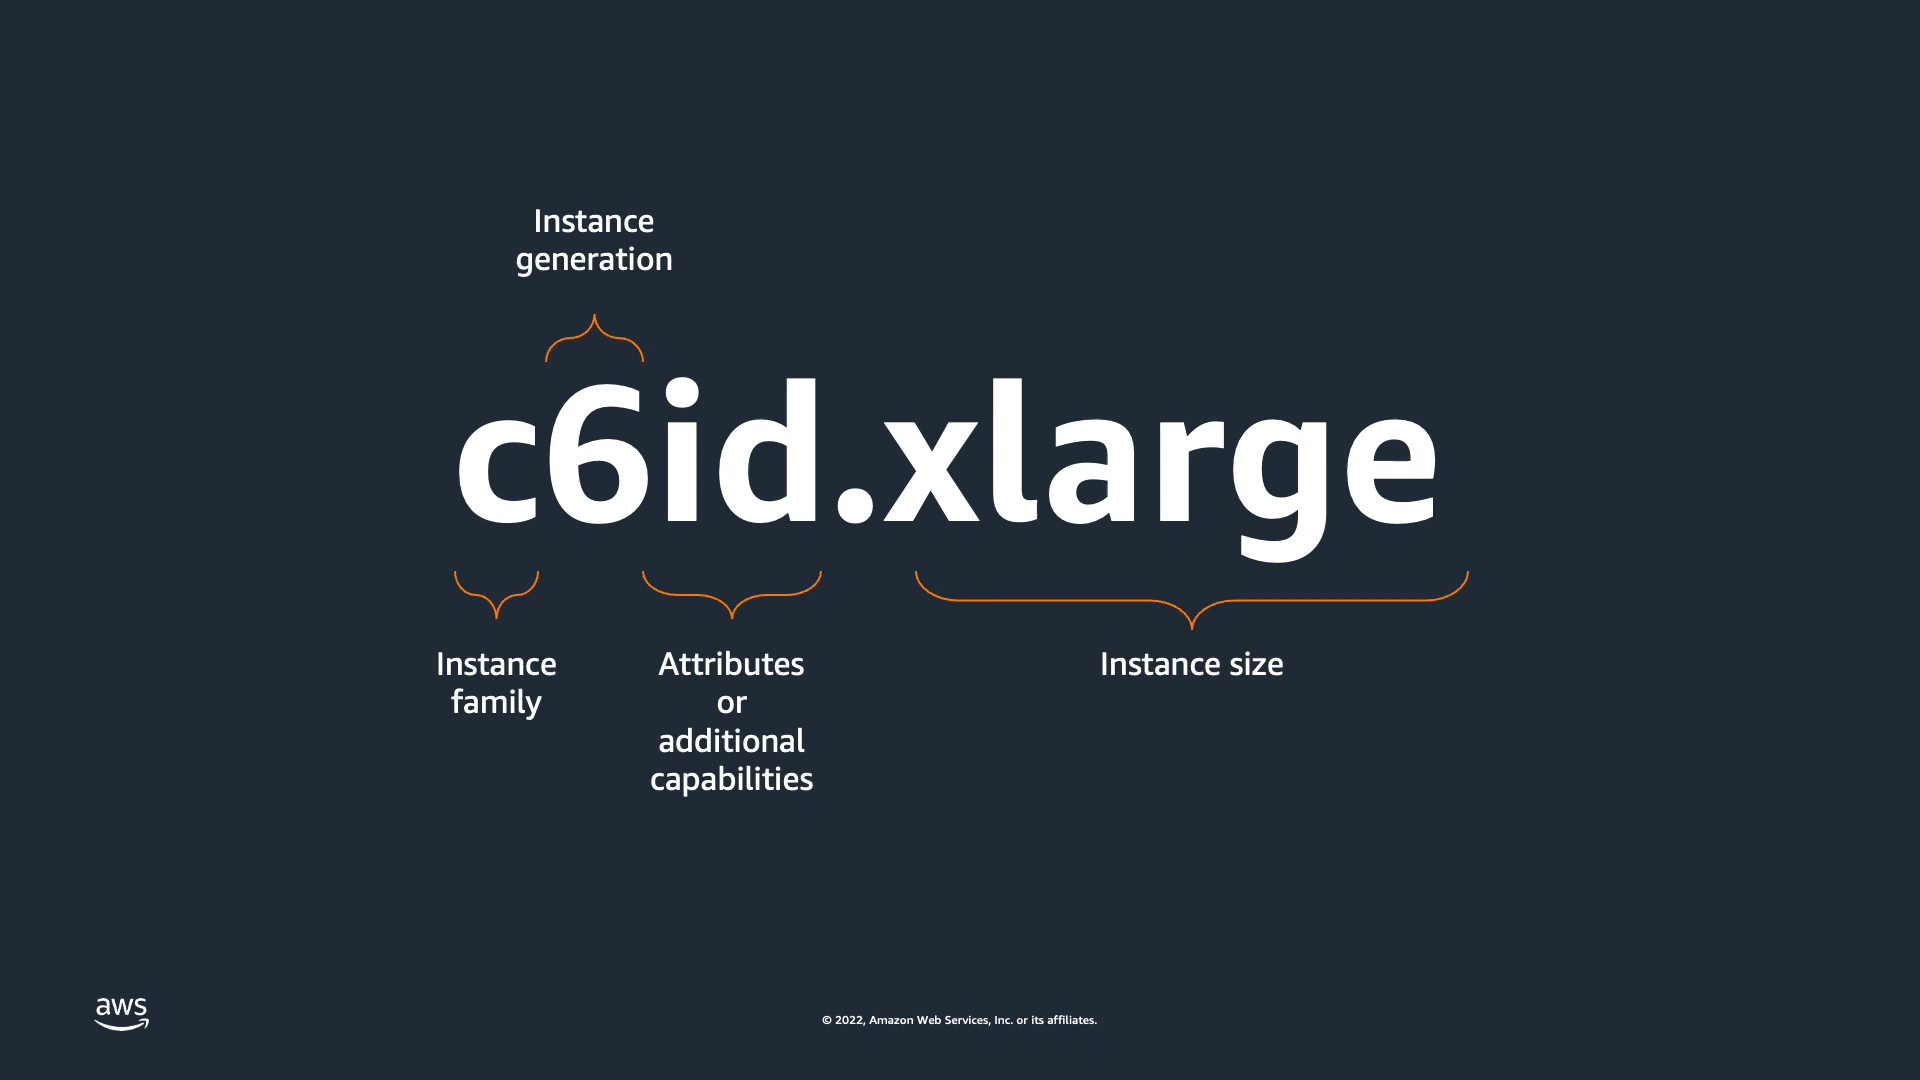 Instance
generation
c6id.xlarge
Instance
family
Attributes
or
additional
capabilities
Instance size
aws
© 2022, Amazon Web Services, Inc. or its affiliates.